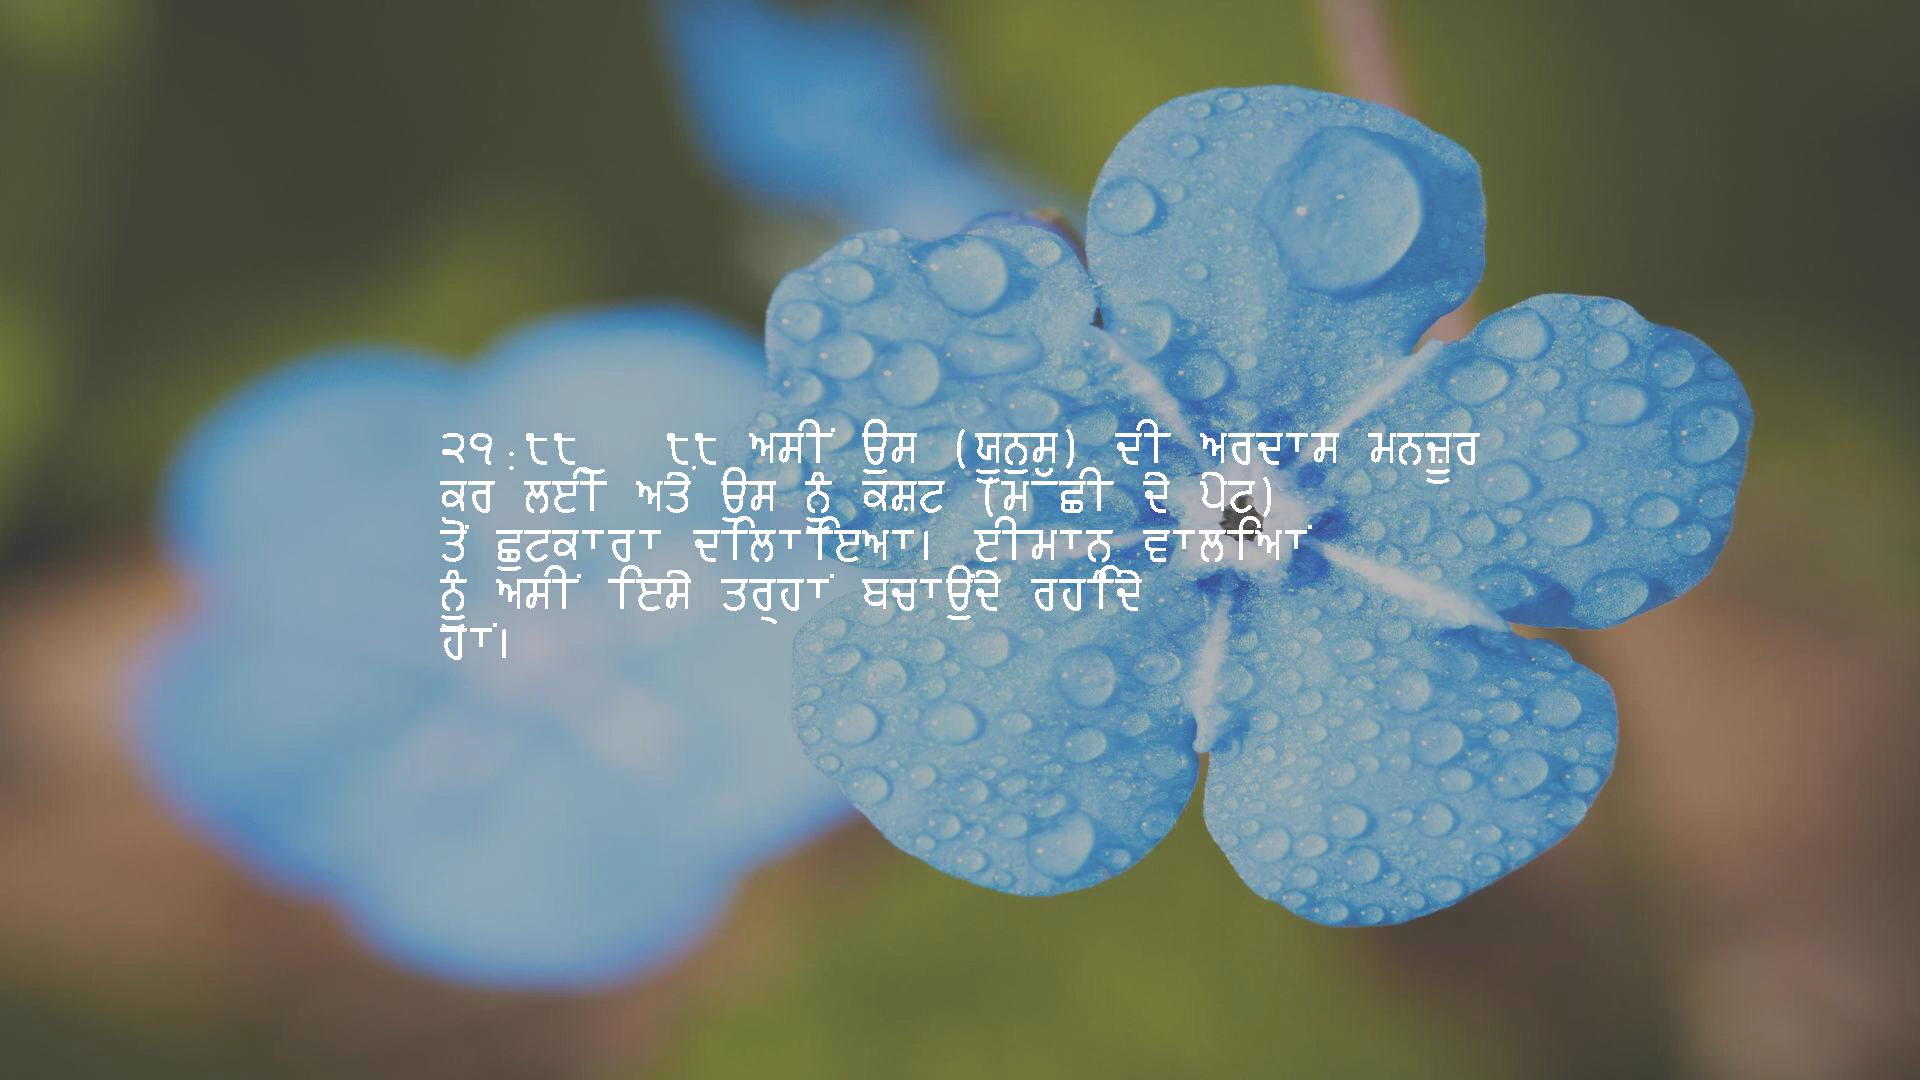 ੨੧:੮੮   ੮੮ ਅਸੀਂ ਉਸ (ਯੂਨੁਸ) ਦੀ ਅਰਦਾਸ ਮਨਜ਼ੂਰ
ਕਰ ਲਈ ਅਤੇ ਉਸ ਨੂੰ ਕਸ਼ਟ (ਮੱਛੀ ਦੇ ਪੇਟ)
ਤੋਂ ਛੁਟਕਾਰਾ ਦਿਲਾਇਆ। ਈਮਾਨ ਵਾਲਿਆਂ
ਨੂੰ ਅਸੀਂ ਇਸੇ ਤਰ੍ਹਾਂ ਬਚਾਉਂਦੇ ਰਹਿੰਦੇ
ਹਾਂ।